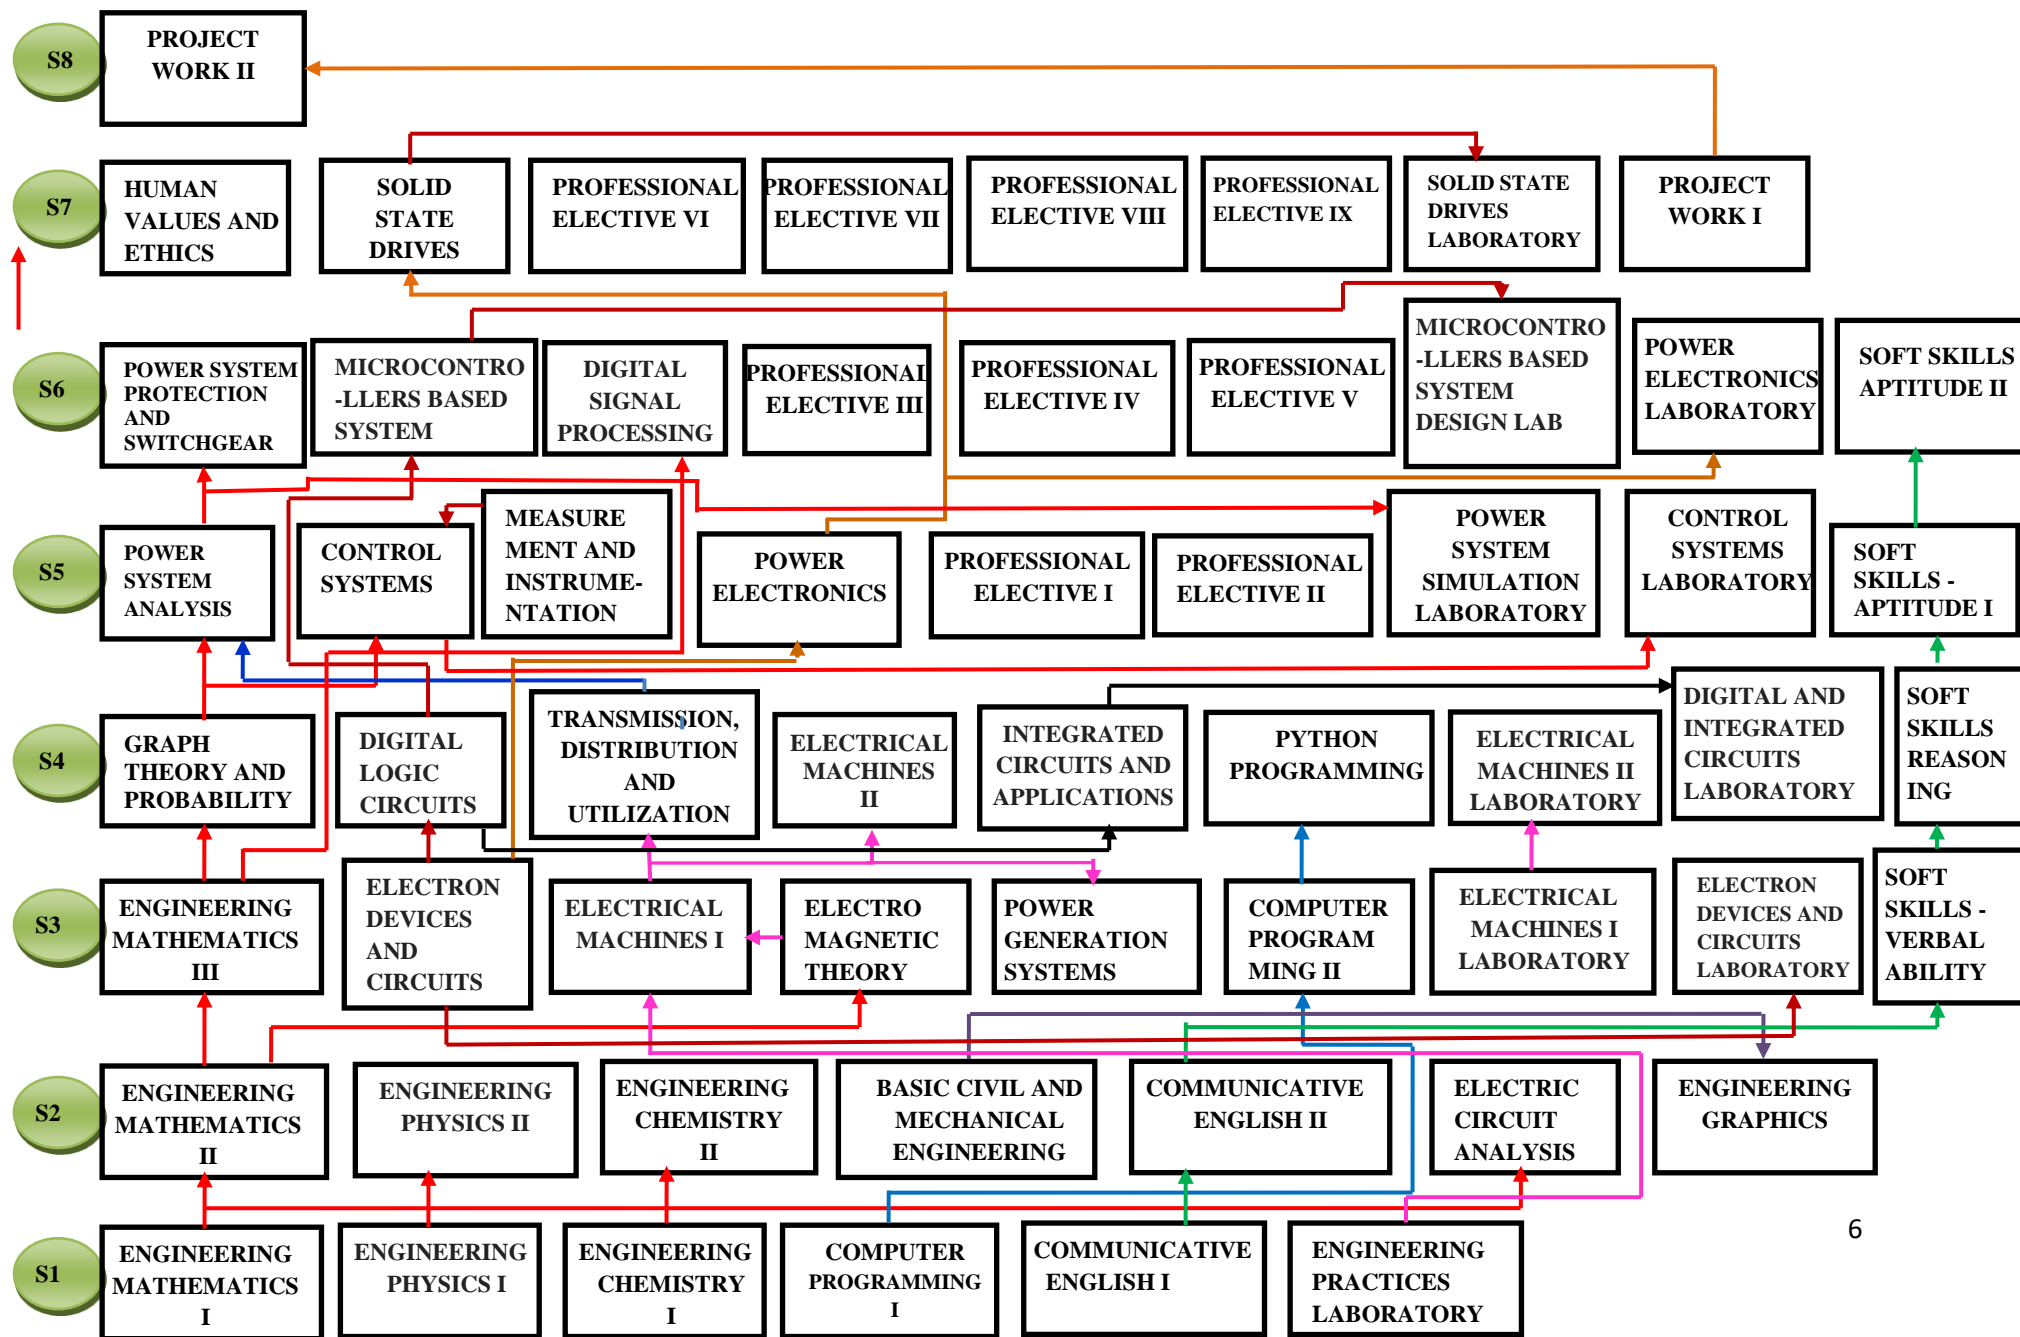 S8
PROJECT
WORK II
S7
HUMAN
VALUES AND
ETHICS
SOLID
STATE
DRIVES
PROFESSIONAL
ELECTIVE VI
PROFESSIONAL
ELECTIVE VII
PROFESSIONAL
ELECTIVE VIII
PROFESSIONAL
ELECTIVE IX
SOLID STATE
DRIVES
LABORATORY
PROJECT
WORK I
S6
POWER SYSTEM
PROTECTION
AND
SWITCHGEAR
MICROCONTRO
-LLERS BASED
SYSTEM
DIGITAL
SIGNAL
PROCESSING
PROFESSIONAL
ELECTIVE III
PROFESSIONAL
ELECTIVE IV
PROFESSIONAL
ELECTIVE V
MICROCONTRO
-LLERS BASED
SYSTEM
DESIGN LAB
POWER
ELECTRONICS
LABORATORY
SOFT SKILLS
APTITUDE II
S5
POWER
SYSTEM
ANALYSIS
CONTROL
SYSTEMS
MEASURE
MENT AND
INSTRUME-
NTATION
POWER
ELECTRONICS
PROFESSIONAL
ELECTIVE I
PROFESSIONAL
ELECTIVE II
POWER
SYSTEM
SIMULATION
LABORATORY
CONTROL
SYSTEMS
LABORATORY
SOFT
SKILLS -
APTITUDE I
S4
GRAPH
THEORY AND
PROBABILITY
DIGITAL
LOGIC
CIRCUITS
TRANSMISSION,
DISTRIBUTION
AND
UTILIZATION
ELECTRICAL
MACHINES
II
INTEGRATED
CIRCUITS AND
APPLICATIONS
PYTHON
PROGRAMMING
ELECTRICAL
MACHINES II
LABORATORY
DIGITAL AND
INTEGRATED
CIRCUITS
LABORATORY
SOFT
SKILLS
REASON
ING
S3
ENGINEERING
MATHEMATICS
III
ELECTRON
DEVICES
AND
CIRCUITS
ELECTRICAL
MACHINES I
ELECTRO
MAGNETIC
THEORY
POWER
GENERATION
SYSTEMS
COMPUTER
PROGRAM
MING II
ELECTRICAL
MACHINES I
LABORATORY
ELECTRON
DEVICES AND
CIRCUITS
LABORATORY
SOFT
SKILLS -
VERBAL
ABILITY
S2
ENGINEERING
MATHEMATICS
II
ENGINEERING
PHYSICS II
ENGINEERING
CHEMISTRY
II
BASIC CIVIL AND
MECHANICAL
ENGINEERING
COMMUNICATIVE
ENGLISH II
ELECTRIC
CIRCUIT
ANALYSIS
ENGINEERING
GRAPHICS
S1
ENGINEERING
MATHEMATICS
I
ENGINEERING
PHYSICS I
ENGINEERING
CHEMISTRY
I
COMPUTER
PROGRAMMING
I
COMMUNICATIVE
ENGLISH I
ENGINEERING
PRACTICES
LABORATORY
6